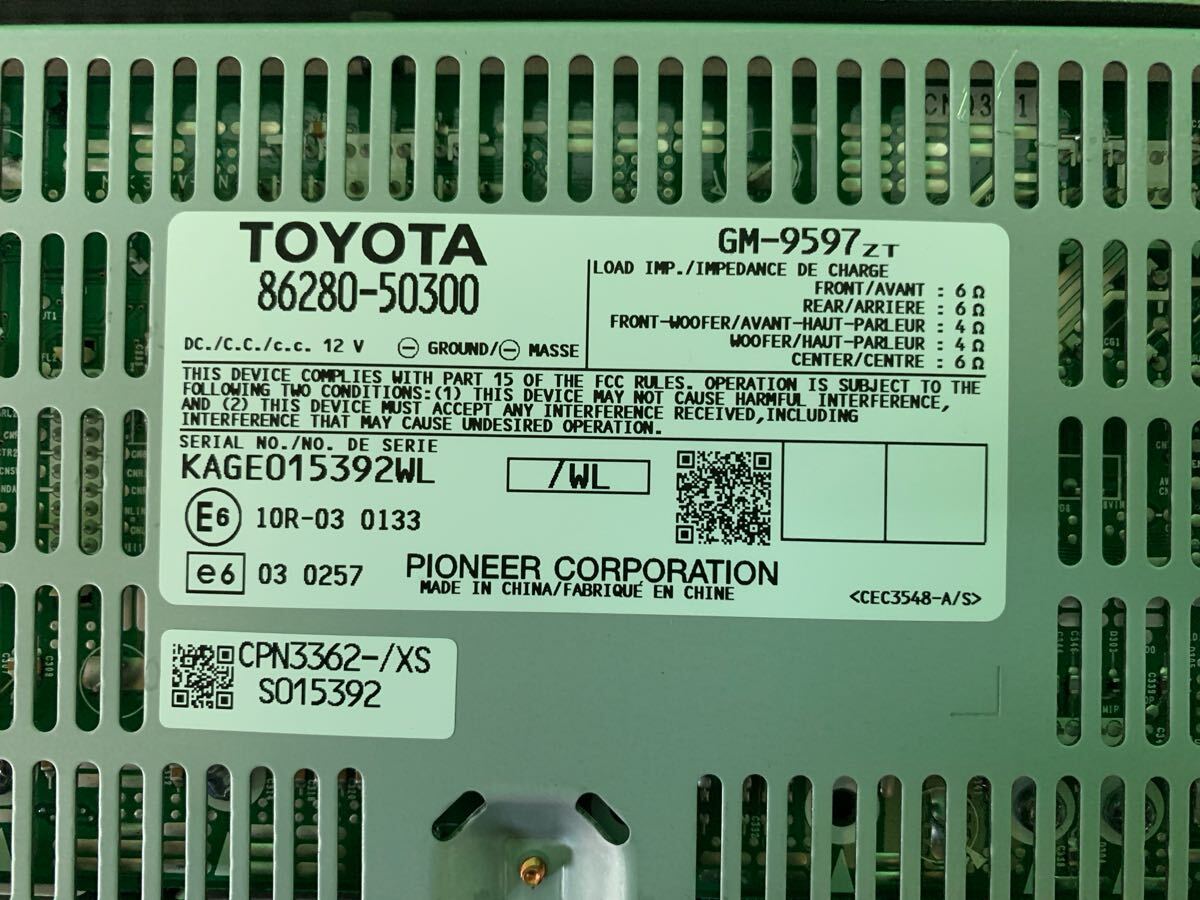 TOYOTA
86280-50300
DC./C.C./c.c. 12 V ⊖ GROUND/⊖ MASSE
GM-9597ZT
LOAD IMP./IMPEDANCE DE CHARGE
FRONT/AVANT : 6 Ω
REAR/ARRIERE : 6 Ω
FRONT-WOOFER/AVANT-HAUT-PARLEUR : 4 Ω
WOOFER/HAUT-PARLEUR : 4 Ω
CENTER/CENTRE : 6 Ω
THIS DEVICE COMPLIES WITH PART 15 OF THE FCC RULES. OPERATION IS SUBJECT TO THE
FOLLOWING TWO CONDITIONS:(1) THIS DEVICE MAY NOT CAUSE HARMFUL INTERFERENCE,
AND (2) THIS DEVICE MUST ACCEPT ANY INTERFERENCE RECEIVED,INCLUDING
INTERFERENCE THAT MAY CAUSE UNDESIRED OPERATION.
SERIAL NO./NO. DE SERIE
KAGE015392WL
/WL
E6 10R-03 0133
e6 03 0257
PIONEER CORPORATION
MADE IN CHINA/FABRIQUÉ EN CHINE
<CEC3548-A/S>
CPN3362-/XS
S015392